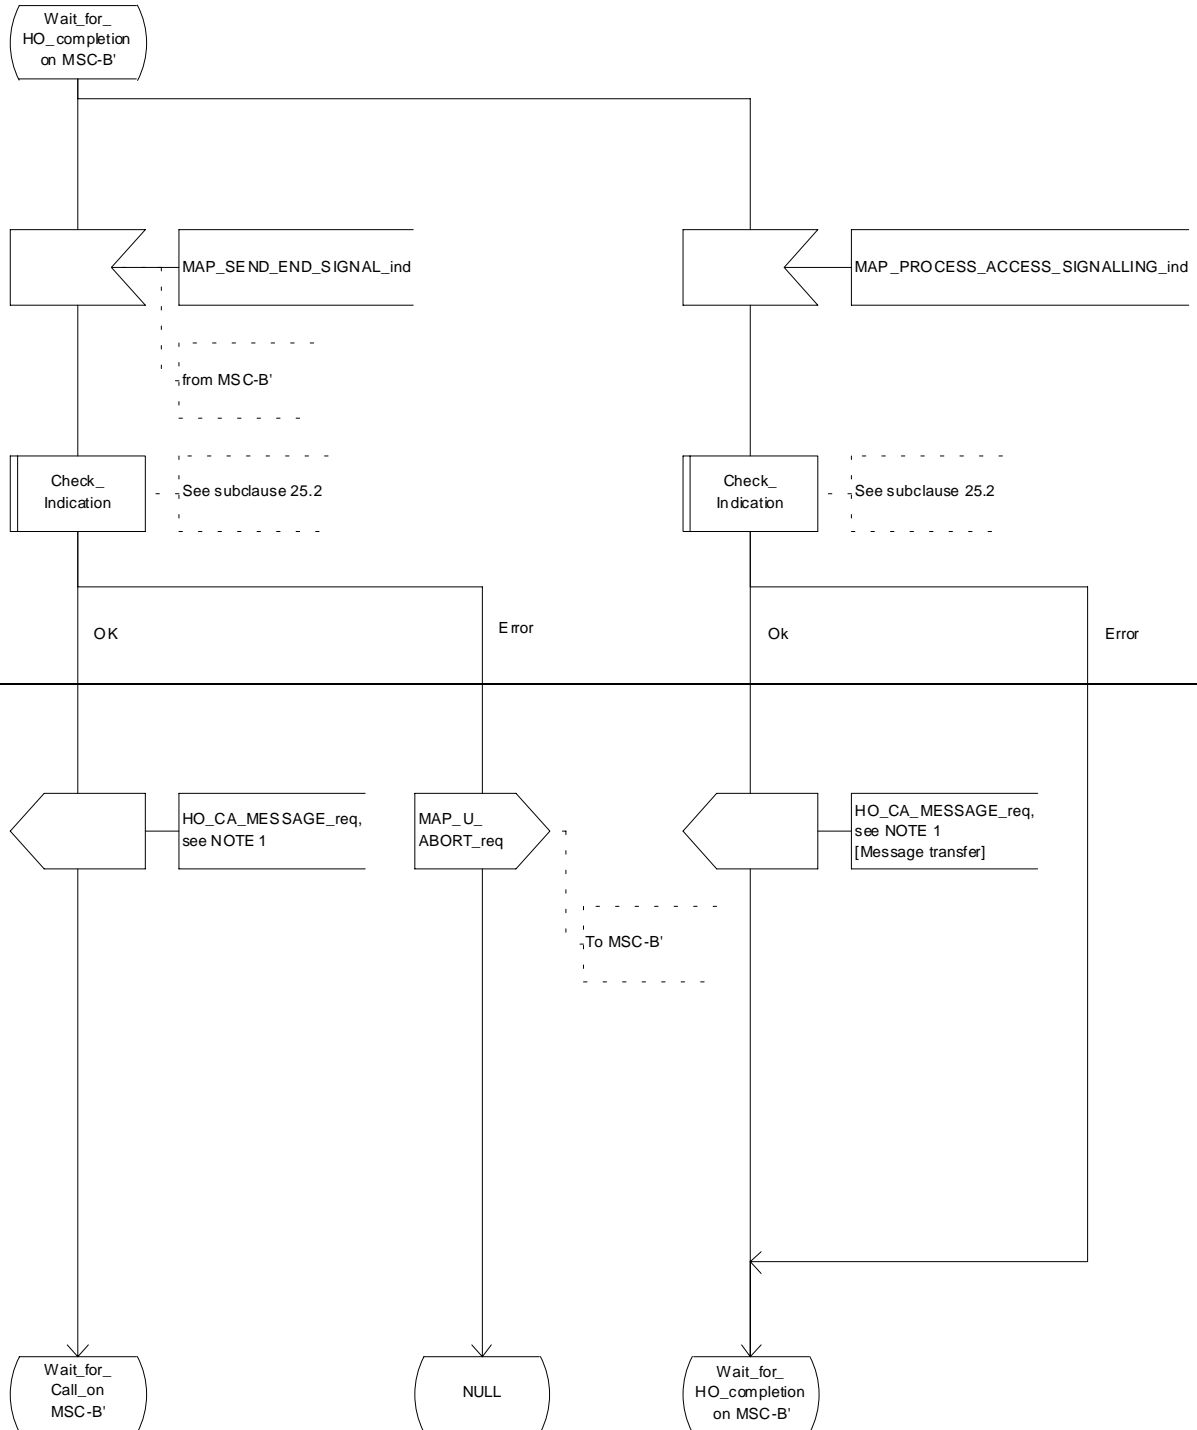 Wait_for_
HO_completion
on MSC-B'
MAP_SEND_END_SIGNAL_ind
MAP_PROCESS_ACCESS_SIGNALLING_ind
from MSC-B'
Check_
Indication
See subclause 25.2
Check_
Indication
See subclause 25.2
OK
Error
Ok
Error
HO_CA_MESSAGE_req,
see NOTE 1
MAP_U_
ABORT_req
HO_CA_MESSAGE_req,
see NOTE 1
[Message transfer]
To MSC-B'
Wait_for_
Call_on
MSC-B'
NULL
Wait_for_
HO_completion
on MSC-B'